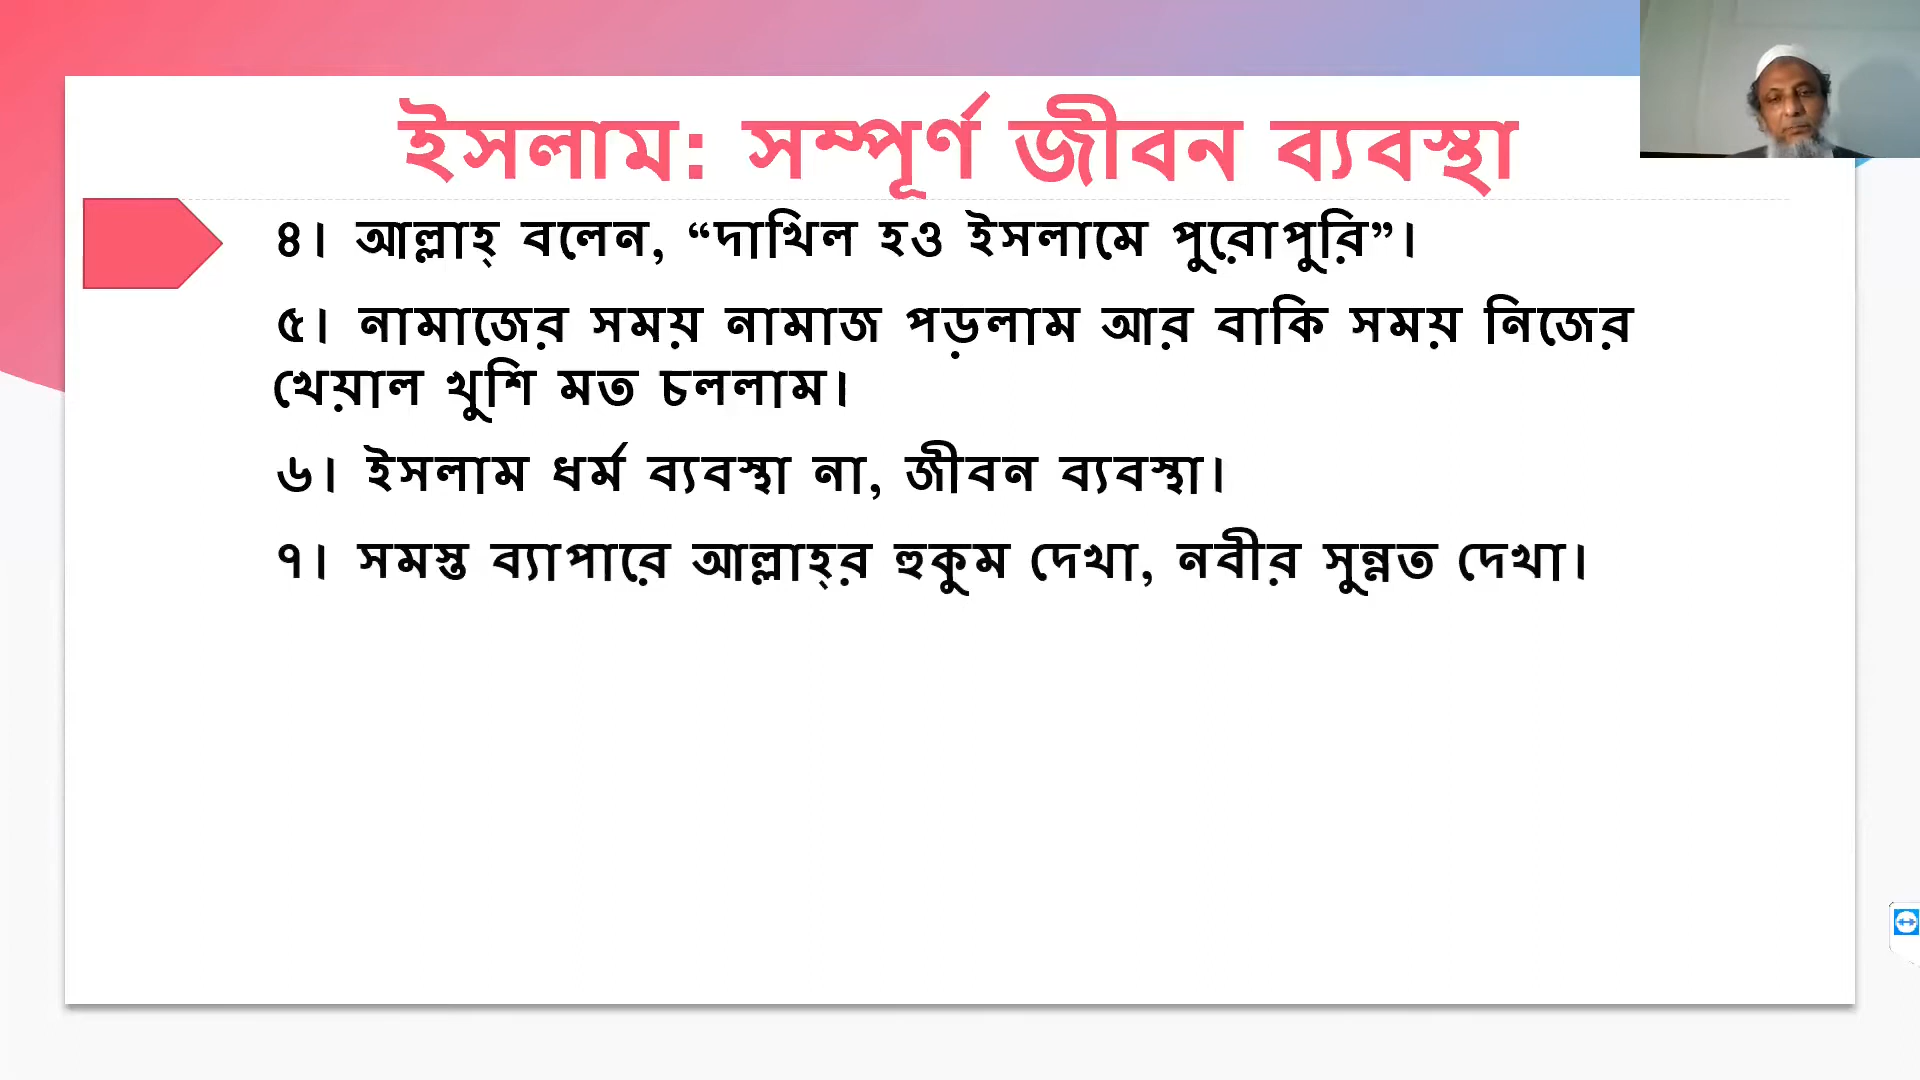 ইসলাম: সম্পূর্ণ জীবন ব্যবস্থা
৪। আল্লাহ্ বলেন, “দাখিল হও ইসলামে পুরোপুরি”।
৫। নামাজের সময় নামাজ পড়লাম আর বাকি সময় নিজের
খেয়াল খুশি মত চললাম।
৬। ইসলাম ধর্ম ব্যবস্থা না, জীবন ব্যবস্থা।
৭। সমস্ত ব্যাপারে আল্লাহ্‌র হুকুম দেখা, নবীর সুন্নত দেখা।